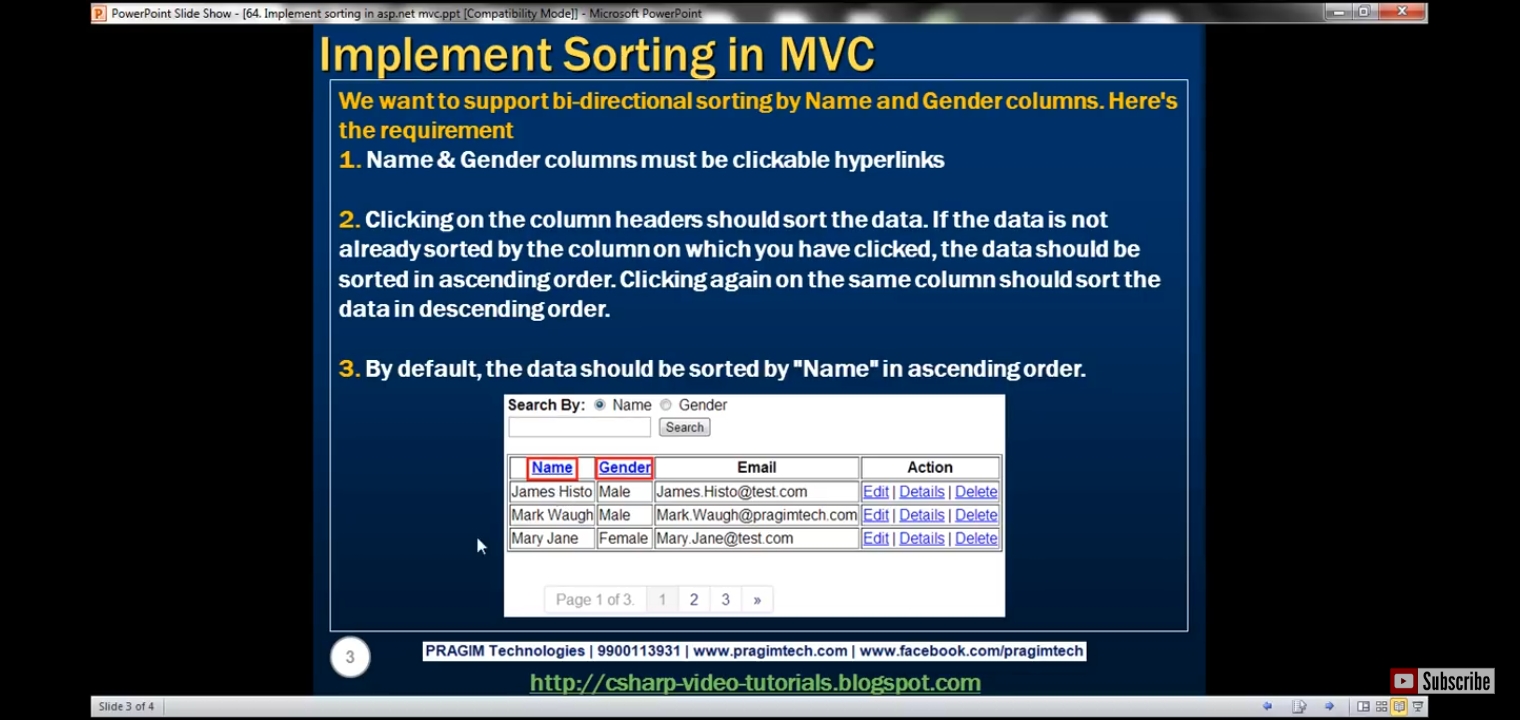 PowerPoint Slide Show - [64. Implement sorting in asp.net mvc.ppt [Compatibility Mode]] - Microsoft PowerPoint
Implement Sorting in MVC
We want to support bi-directional sorting by Name and Gender columns. Here's
the requirement
1. Name & Gender columns must be clickable hyperlinks
2. Clicking on the column headers should sort the data. If the data is not
already sorted by the column on which you have clicked, the data should be
sorted in ascending order. Clicking again on the same column should sort the
data in descending order.
3. By default, the data should be sorted by "Name" in ascending order.
Search By: Name Gender
Search
Name Gender Email Action
James Histo Male James.Histo@test.com Edit | Details | Delete
Mark Waugh Male Mark.Waugh@pragimtech.com Edit | Details | Delete
Mary Jane Female Mary.Jane@test.com Edit | Details | Delete
Page 1 of 3. 1 2 3 »
3
PRAGIM Technologies | 9900113931 | www.pragimtech.com | www.facebook.com/pragimtech
http://csharp-video-tutorials.blogspot.com
Subscribe
Slide 3 of 4